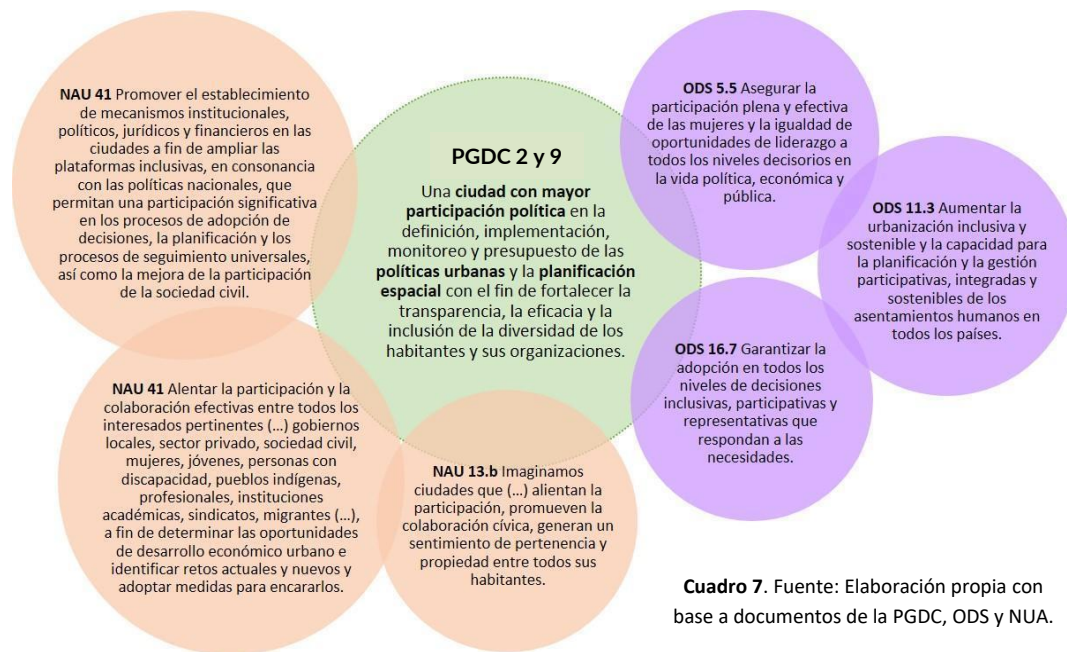 NAU 41 Promover el establecimiento
de mecanismos institucionales,
políticos, jurídicos y financieros en las
ciudades a fin de ampliar las
plataformas inclusivas, en consonancia
con las políticas nacionales, que
permitan una participación significativa
en los procesos de adopción de
decisiones, la planificación y los
procesos de seguimiento universales,
así como la mejora de la participación
de la sociedad civil.
PGDC 2 y 9
Una ciudad con mayor
participación política en la
definición, implementación,
monitoreo y presupuesto de las
políticas urbanas y la planificación
espacial con el fin de fortalecer la
transparencia, la eficacia y la
inclusión de la diversidad de los
habitantes y sus organizaciones.
ODS 5.5 Asegurar la
participación plena y efectiva
de las mujeres y la igualdad de
oportunidades de liderazgo a
todos los niveles decisorios en
la vida política, económica y
pública.
ODS 11.3 Aumentar la
urbanización inclusiva y
sostenible y la capacidad para
la planificación y la gestión
participativas, integradas y
sostenibles de los
asentamientos humanos en
todos los países.
ODS 16.7 Garantizar la
adopción en todos los
niveles de decisiones
inclusivas, participativas y
representativas que
respondan a las
necesidades.
NAU 41 Alentar la participación y la
colaboración efectivas entre todos los
interesados pertinentes (...) gobiernos
locales, sector privado, sociedad civil,
mujeres, jóvenes, personas con
discapacidad, pueblos indígenas,
profesionales, instituciones
académicas, sindicatos, migrantes (...),
a fin de determinar las oportunidades
de desarrollo económico urbano e
identificar retos actuales y nuevos y
adoptar medidas para encararlos.
NAU 13.b Imaginamos
ciudades que (...) alientan la
participación, promueven la
colaboración cívica, generan un
sentimiento de pertenencia y
propiedad entre todos sus
habitantes.
Cuadro 7. Fuente: Elaboración propia con
base a documentos de la PGDC, ODS y NUA.